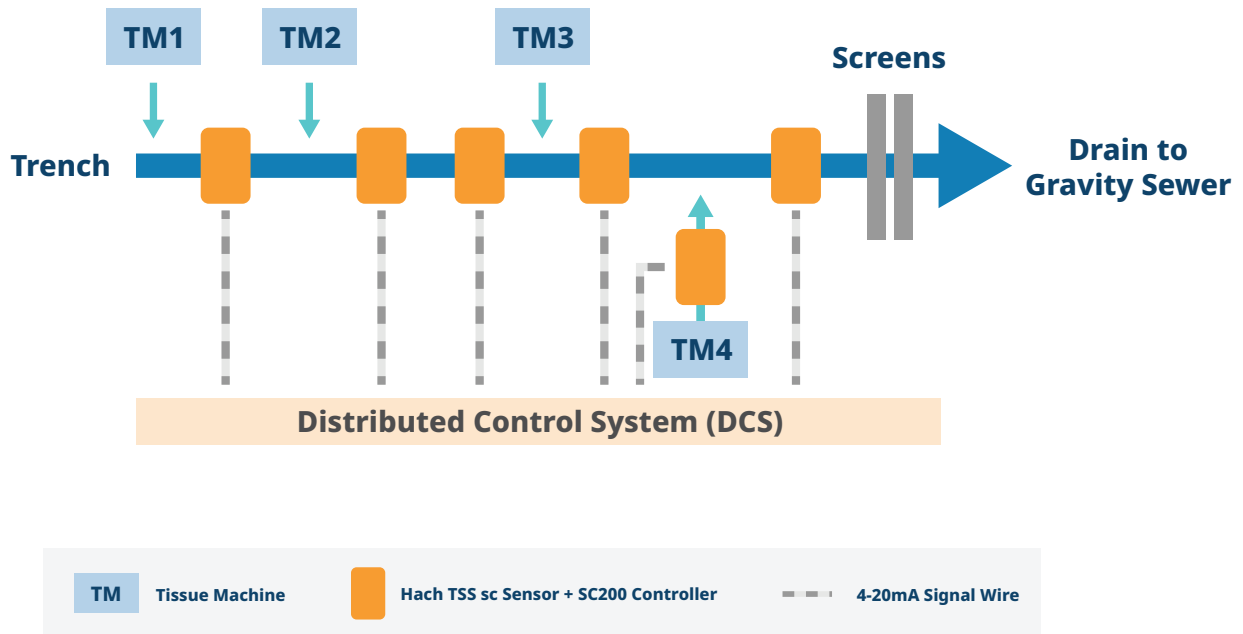 TM1
TM2
TM3
Screens
Trench
Drain to
Gravity Sewer
TM4
Distributed Control System (DCS)
TM
Tissue Machine
Hach TSS sc Sensor + SC200 Controller
4-20mA Signal Wire